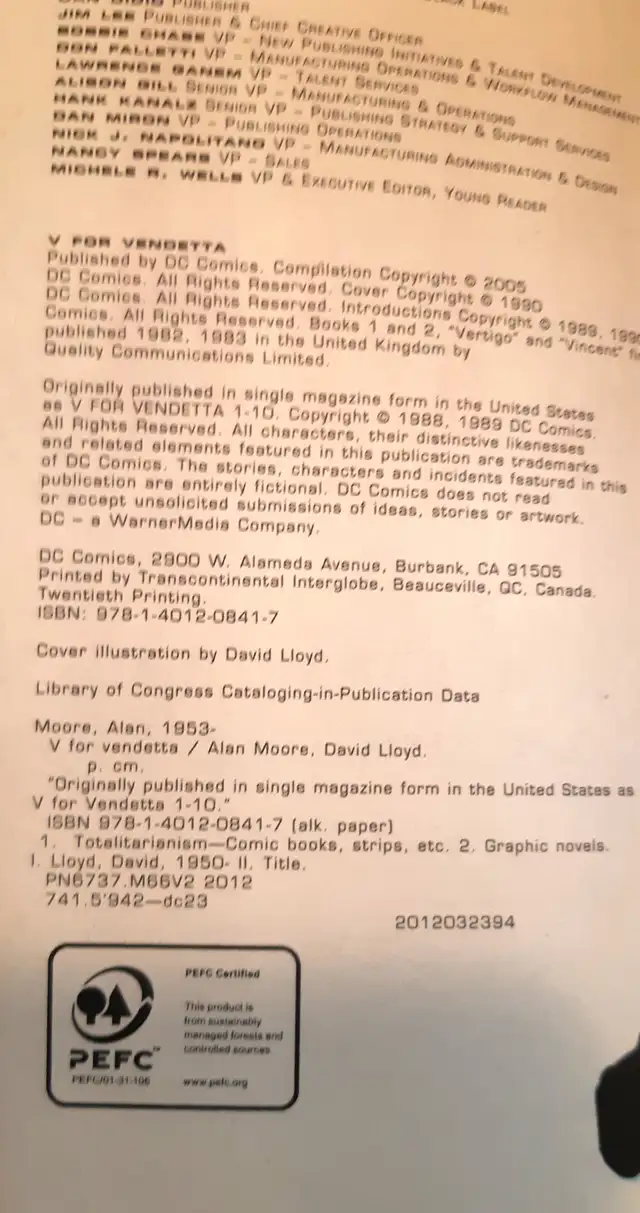 PUBLISHER
JIM LEE PUBLISHER & CHIEF CREATIVE OFFICER
BOBBIE CHASE VP – NEW PUBLISHING INITIATIVES & TALENT DEVELOPMENT
DON FALLETTI VP – MANUFACTURING OPERATIONS & WORKFLOW MANAGEMENT
LAWRENCE GANEM VP – TALENT SERVICES
ALISON GILL SENIOR VP – MANUFACTURING & OPERATIONS
HANK KANALZ SENIOR VP – PUBLISHING STRATEGY & SUPPORT SERVICES
DAN MIRON VP – PUBLISHING OPERATIONS
NICK J. NAPOLITANO VP – MANUFACTURING ADMINISTRATION & DESIGN
NANCY SPEARS VP – SALES
MICHELE R. WELLS VP & EXECUTIVE EDITOR, YOUNG READER
V FOR VENDETTA
Published by DC Comics. Compilation Copyright © 2005
DC Comics. All Rights Reserved. Cover Copyright © 1990
DC Comics. All Rights Reserved. Introductions Copyright © 1989, 1990
Comics. All Rights Reserved. Books 1 and 2, "Vertigo" and "Vincent"
published 1982, 1983 in the United Kingdom by
Quality Communications Limited.
Originally published in single magazine form in the United States
as V FOR VENDETTA 1-10. Copyright © 1988, 1989 DC Comics.
All Rights Reserved. All characters, their distinctive likenesses
and related elements featured in this publication are trademarks
of DC Comics. The stories, characters and incidents featured in this
publication are entirely fictional. DC Comics does not read
or accept unsolicited submissions of ideas, stories or artwork.
DC – a WarnerMedia Company.
DC Comics, 2900 W. Alameda Avenue, Burbank, CA 91505
Printed by Transcontinental Interglobe, Beauceville, QC, Canada.
Twentieth Printing.
ISBN: 978-1-4012-0841-7
Cover illustration by David Lloyd.
Library of Congress Cataloging-in-Publication Data
Moore, Alan, 1953-
V for vendetta / Alan Moore, David Lloyd.
p. cm.
"Originally published in single magazine form in the United States as
V for Vendetta 1-10."
ISBN 978-1-4012-0841-7 (alk. paper)
1. Totalitarianism—Comic books, strips, etc. 2. Graphic novels.
I. Lloyd, David, 1950- II. Title.
PN6737.M66V2 2012
741.5'942—dc23
2012032394
PEFC Certified
This product is
from sustainably
managed forests and
controlled sources
www.pefc.org
PEFC™
PEFC/01-31-106